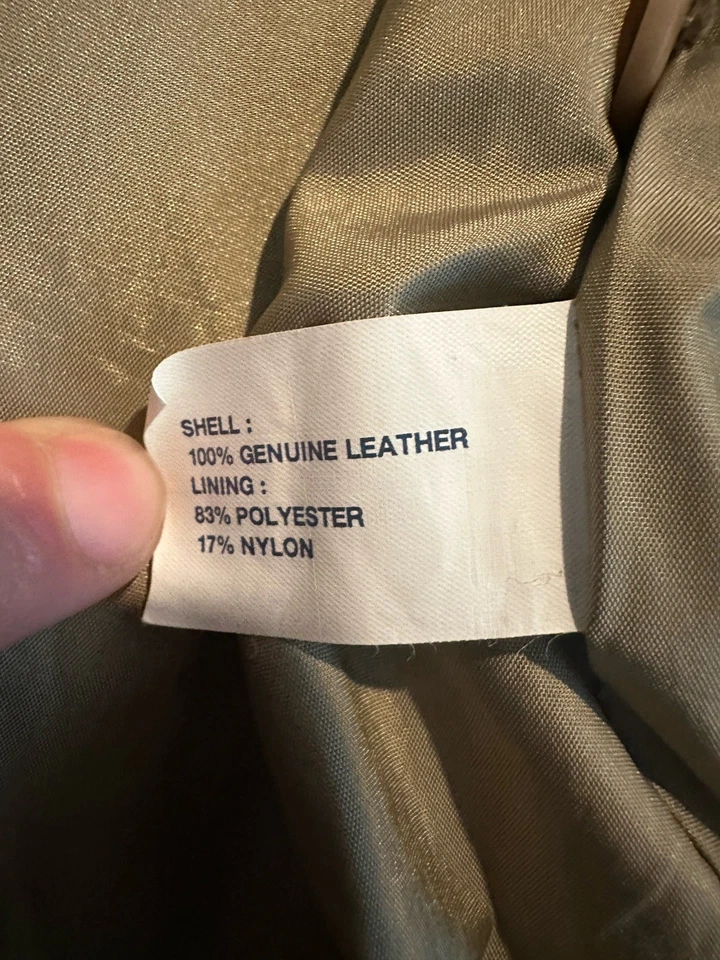 SHELL :
100% GENUINE LEATHER
LINING :
83% POLYESTER
17% NYLON